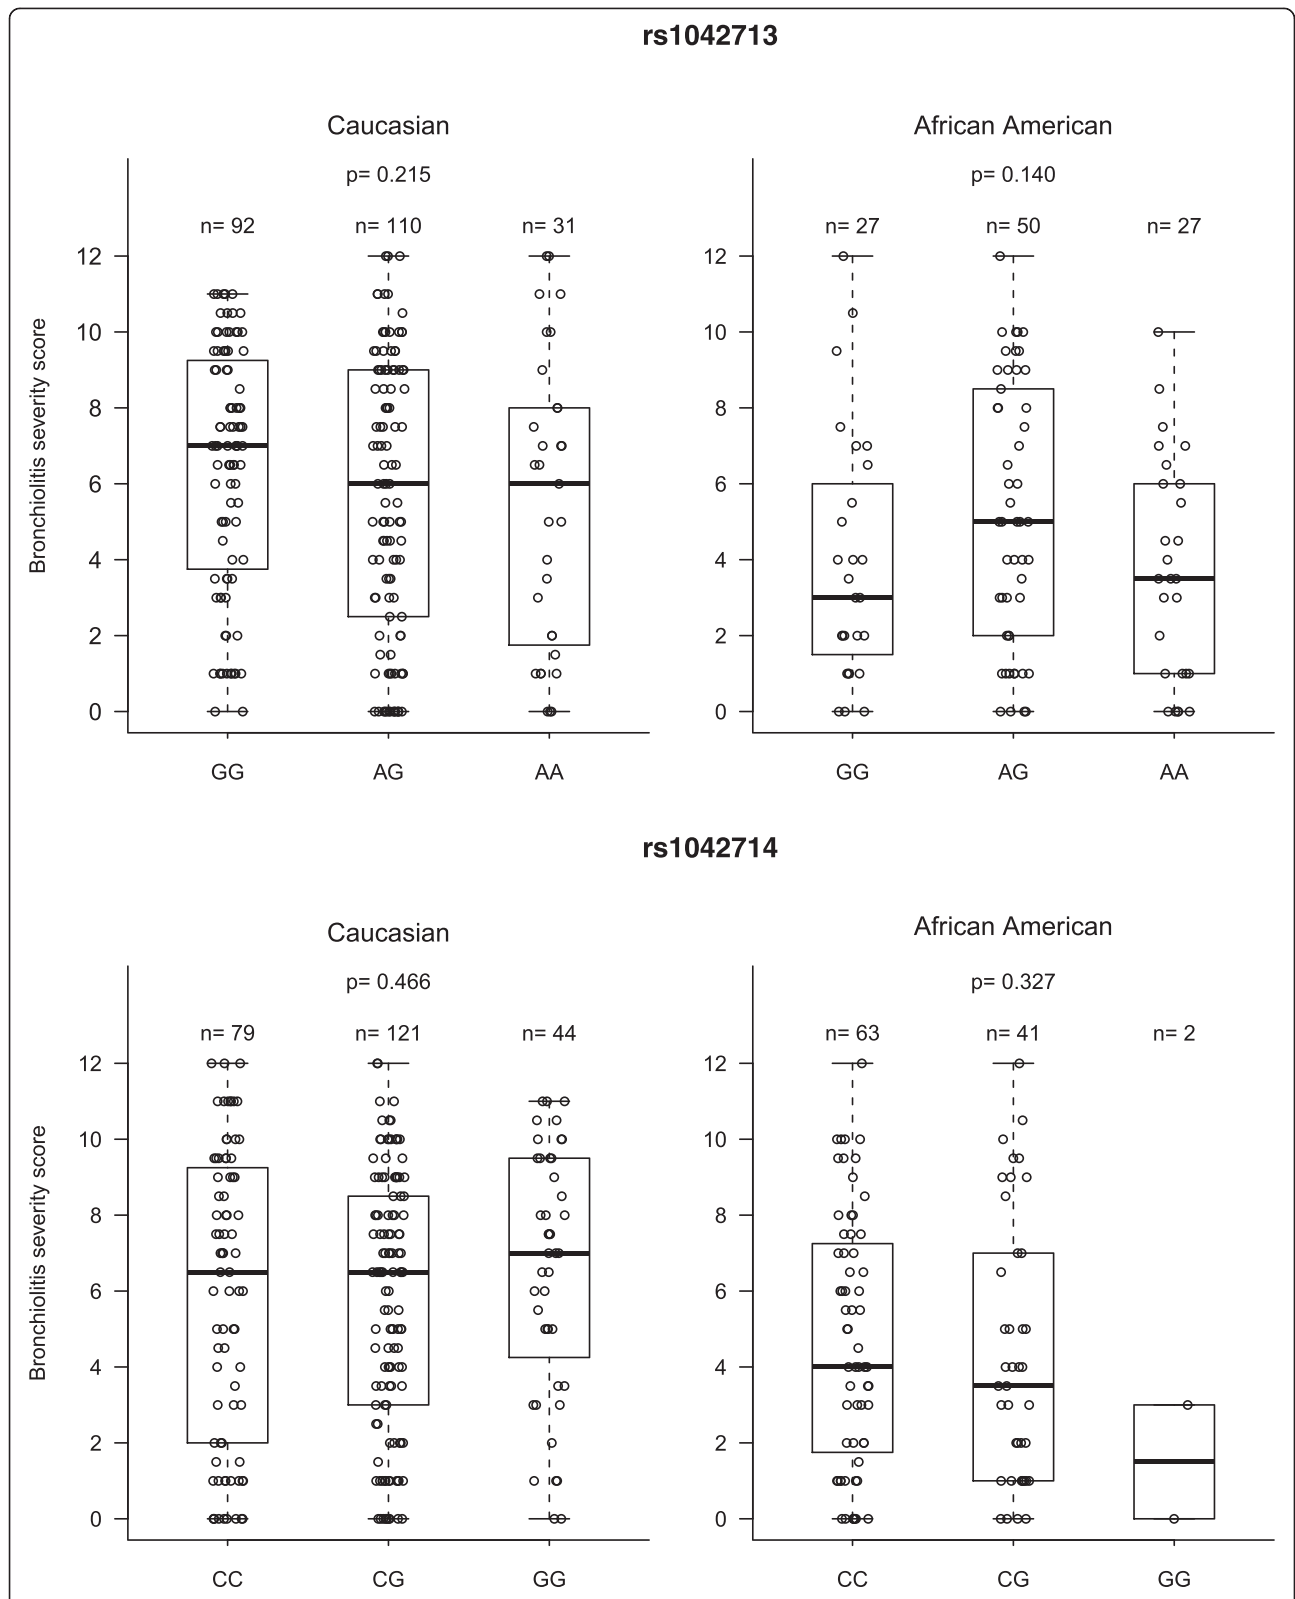 rs1042713
Caucasian
African American
p= 0.215
p= 0.140
n= 92
n= 110
n= 31
n= 27
n= 50
n= 27
Bronchiolitis severity score
12
10
8
6
4
2
0
12
10
8
6
4
2
0
GG
AG
AA
GG
AG
AA
rs1042714
Caucasian
African American
p= 0.466
p= 0.327
n= 79
n= 121
n= 44
n= 63
n= 41
n= 2
Bronchiolitis severity score
12
10
8
6
4
2
0
12
10
8
6
4
2
0
CC
CG
GG
CC
CG
GG